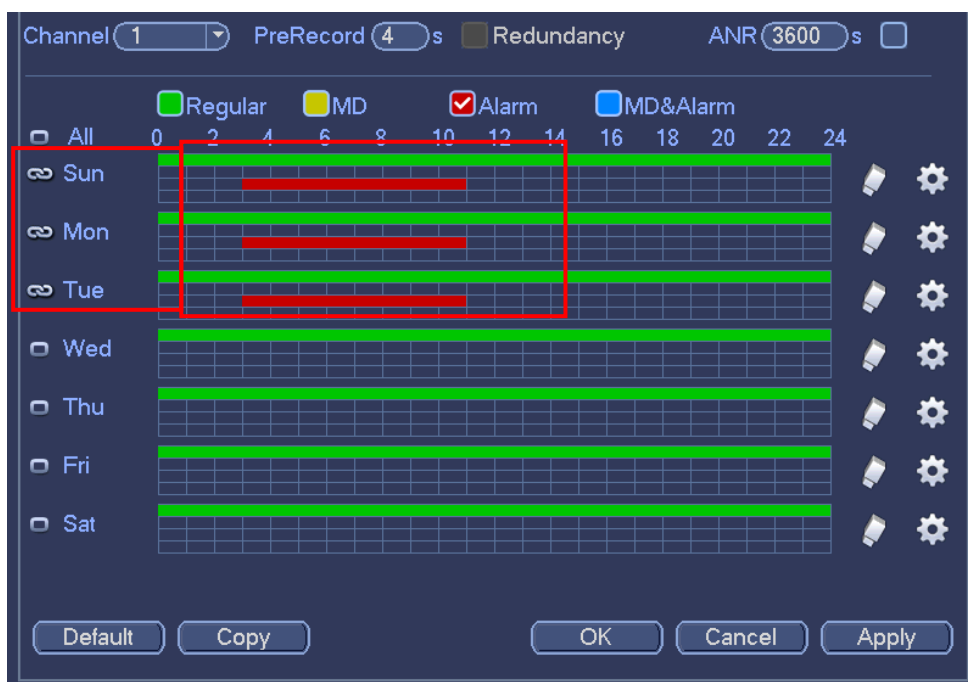 Channel 1 PreRecord 4 s Redundancy ANR 3600 s
Regular MD Alarm MD&Alarm
All 0 2 4 6 8 10 12 14 16 18 20 22 24
Sun
Mon
Tue
Wed
Thu
Fri
Sat
Default Copy OK Cancel Apply